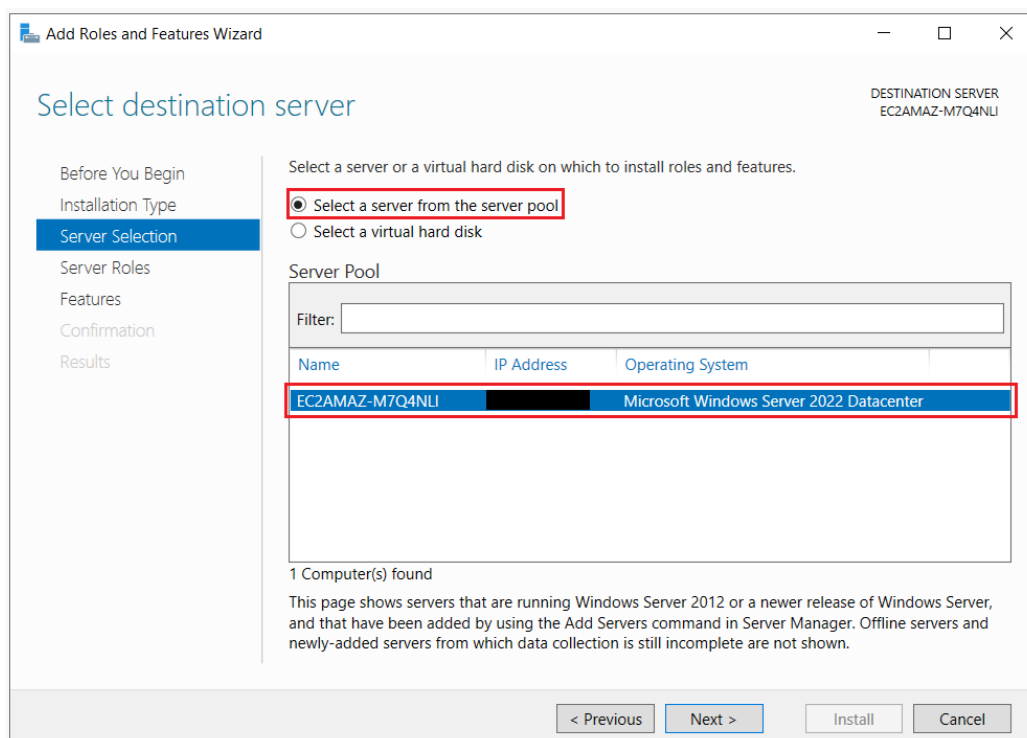 Add Roles and Features Wizard
Select destination server
DESTINATION SERVER
EC2AMAZ-M7Q4NLI
Before You Begin
Installation Type
Server Selection
Server Roles
Features
Confirmation
Results
Select a server or a virtual hard disk on which to install roles and features.
Select a server from the server pool
Select a virtual hard disk
Server Pool
Filter:
Name IP Address Operating System
EC2AMAZ-M7Q4NLI Microsoft Windows Server 2022 Datacenter
1 Computer(s) found
This page shows servers that are running Windows Server 2012 or a newer release of Windows Server,
and that have been added by using the Add Servers command in Server Manager. Offline servers and
newly-added servers from which data collection is still incomplete are not shown.
< Previous Next > Install Cancel